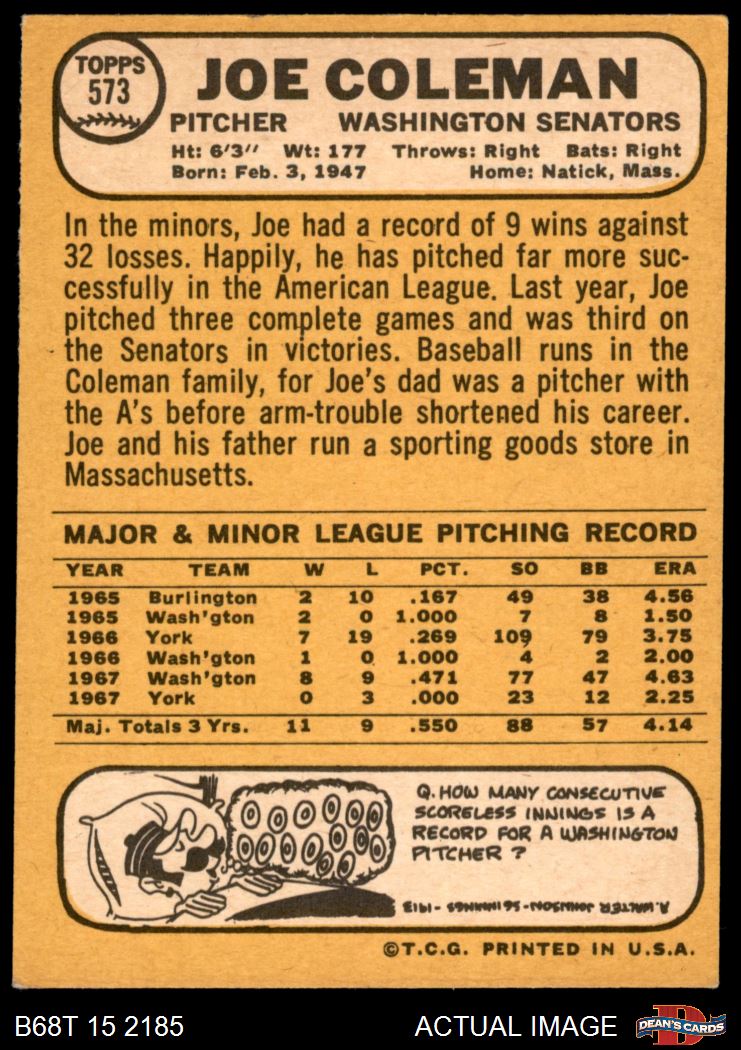 TOPPS
573
JOE COLEMAN
PITCHER WASHINGTON SENATORS
Ht: 6'3" Wt: 177 Throws: Right Bats: Right
Born: Feb. 3, 1947 Home: Natick, Mass.
In the minors, Joe had a record of 9 wins against
32 losses. Happily, he has pitched far more suc-
cessfully in the American League. Last year, Joe
pitched three complete games and was third on
the Senators in victories. Baseball runs in the
Coleman family, for Joe's dad was a pitcher with
the A's before arm-trouble shortened his career.
Joe and his father run a sporting goods store in
Massachusetts.
MAJOR & MINOR LEAGUE PITCHING RECORD
YEAR TEAM W L PCT. SO BB ERA
1965 Burlington 2 10 .167 49 38 4.56
1965 Wash'gton 2 0 1.000 7 8 1.50
1966 York 7 19 .269 109 79 3.75
1966 Wash'gton 1 0 1.000 4 2 2.00
1967 Wash'gton 8 9 .471 77 47 4.63
1967 York 0 3 .000 23 12 2.25
Maj. Totals 3 Yrs. 11 9 .550 88 57 4.14
Q. HOW MANY CONSECUTIVE
SCORELESS INNINGS IS A
RECORD FOR A WASHINGTON
PITCHER ?
A. WALTER JOHNSON - 56 INNINGS - 1913
©T.C.G. PRINTED IN U.S.A.
B68T 15 2185 ACTUAL IMAGE
DEAN'S CARDS